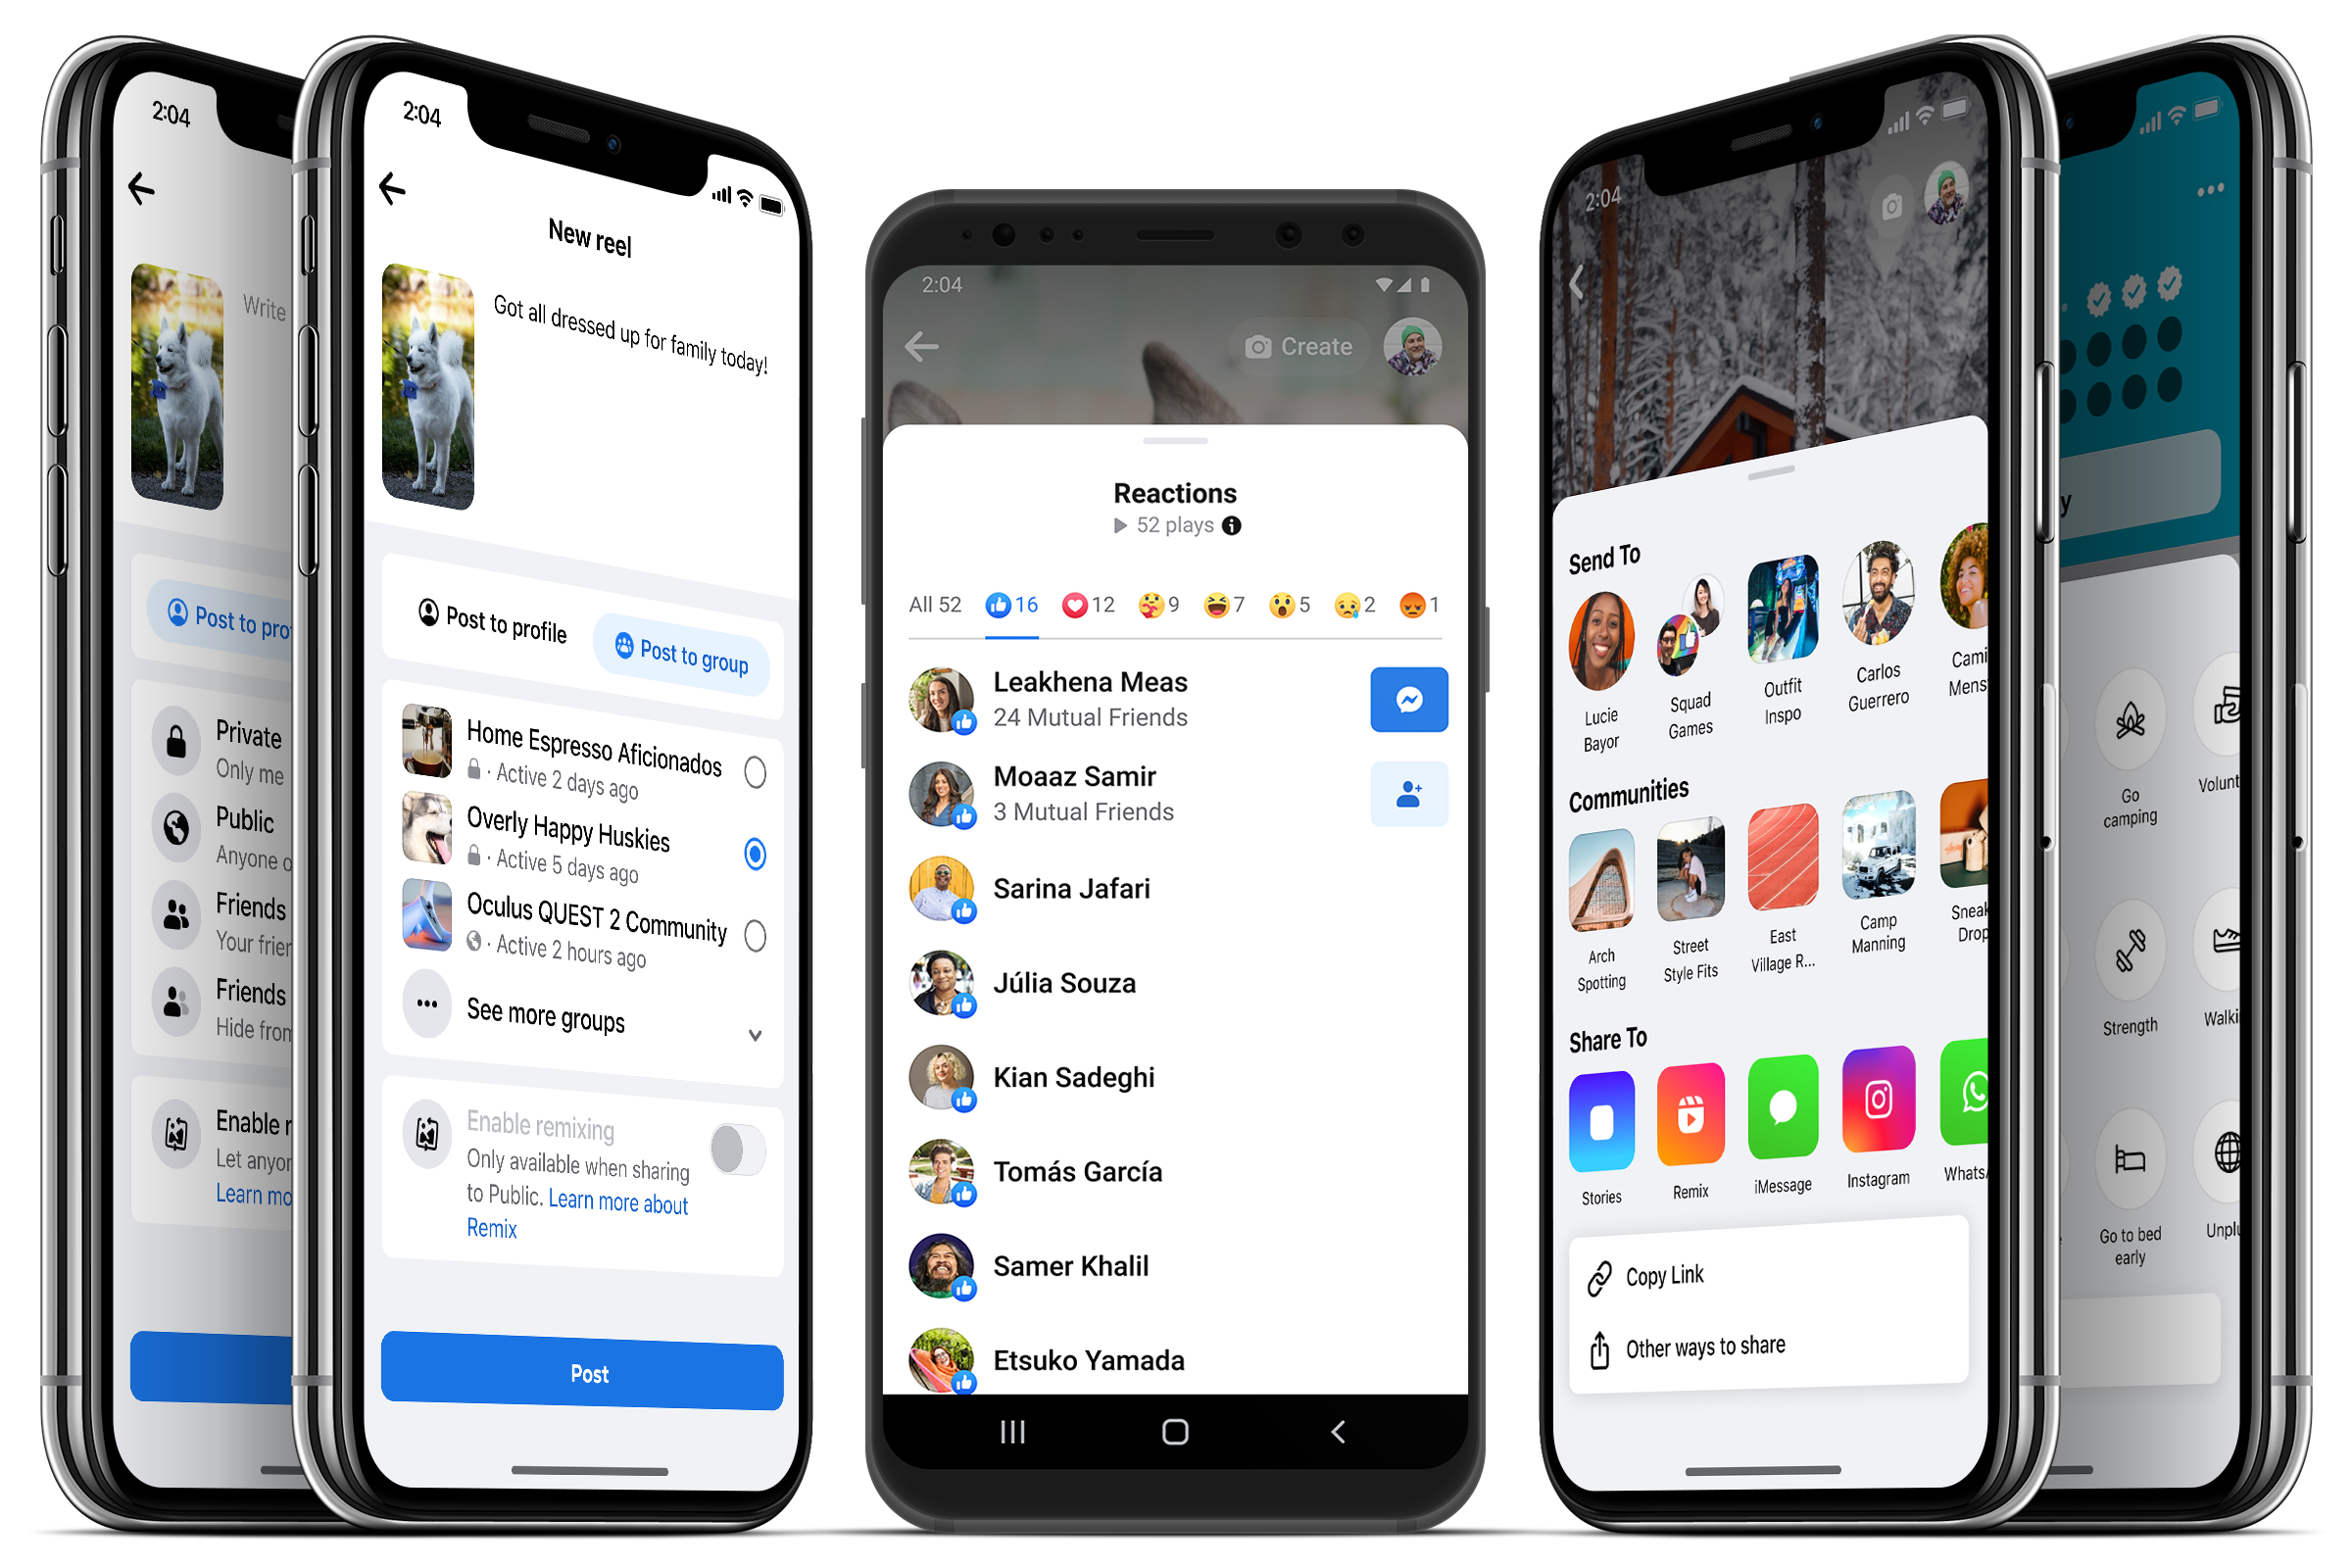 2:04
Write
Post to pro
Private
Only me
Public
Anyone o
Friends
Your frien
Friends
Hide from
Enable r
Let anyon
Learn mo
2:04
New reel
Got all dressed up for family today!
Post to profile
Post to group
Home Espresso Aficionados
· Active 2 days ago
Overly Happy Huskies
· Active 5 days ago
Oculus QUEST 2 Community
· Active 2 hours ago
See more groups
Enable remixing
Only available when sharing
to Public. Learn more about
Remix
Post
2:04
Create
Reactions
52 plays
All 52 16 12 9 7 5 2 1
Leakhena Meas
24 Mutual Friends
Moaaz Samir
3 Mutual Friends
Sarina Jafari
Júlia Souza
Kian Sadeghi
Tomás García
Samer Khalil
Etsuko Yamada
2:04
Send To
Lucie
Bayor
Squad
Games
Outfit
Inspo
Carlos
Guerrero
Cami
Mens
Communities
Arch
Spotting
Street
Style Fits
East
Village R...
Camp
Manning
Sneak
Drop
Share To
Stories
Remix
iMessage
Instagram
WhatsA
Copy Link
Other ways to share
y
Go
camping
Volunt
Strength
Walki
Go to bed
early
Unplu